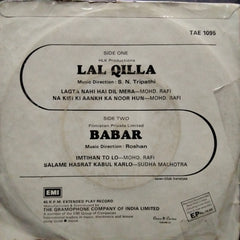 TAE 1095
SIDE ONE
HLK Productions
LAL QILLA
Music Direction: S. N. Tripathi
LAGTA NAHI HAI DIL MERA—MOHD. RAFI
NA KISI KI AANKH KA NOOR HUN—MOHD. RAFI
SIDE TWO
Filmistan Private Limited
BABAR
Music Direction: Roshan
IMTIHAN TO LO—MOHD. RAFI
SALAME HASRAT KABUL KARLO—SUDHA MALHOTRA
EMI
45 R.P.M. EXTENDED PLAY RECORD
THE GRAMOPHONE COMPANY OF INDIA LIMITED
EP